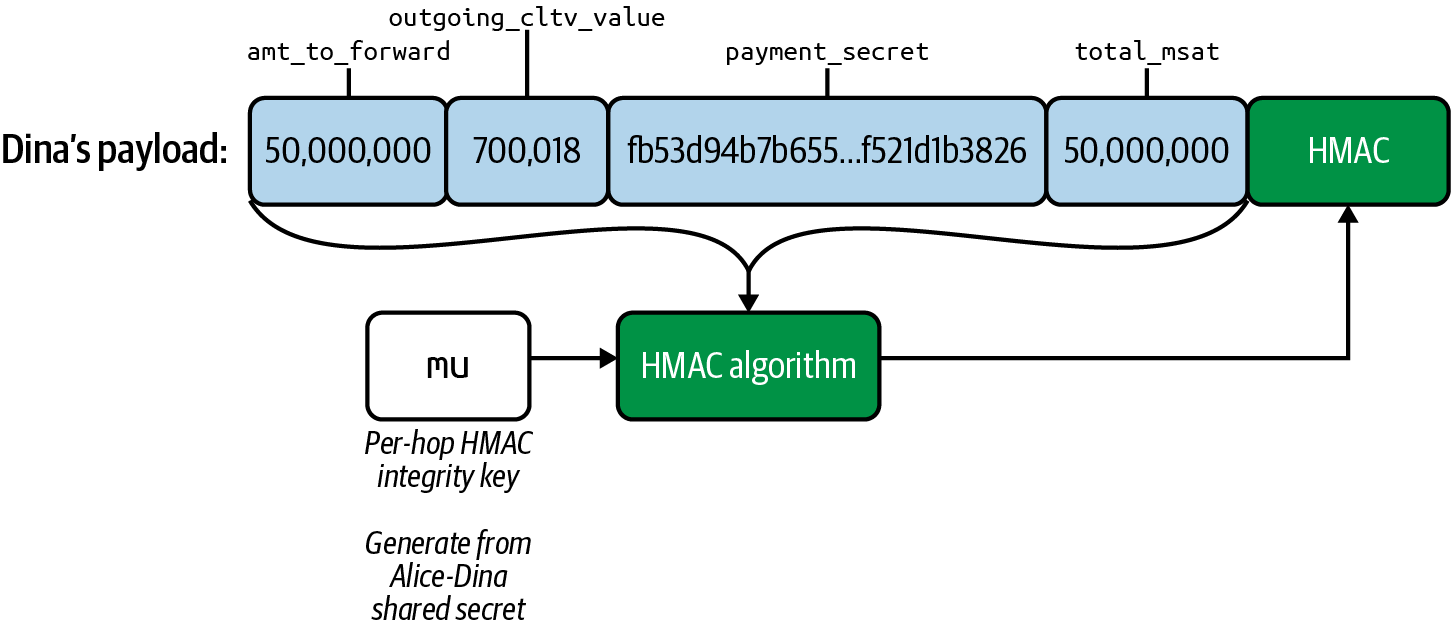 outgoing_cltv_value
amt_to_forward
payment_secret
total_msat
Dina's payload:
50,000,000
700,018
fb53d94b7b655...f521d1b3826
50,000,000
HMAC
mu
HMAC algorithm
Per-hop HMAC
integrity key
Generate from
Alice-Dina
shared secret